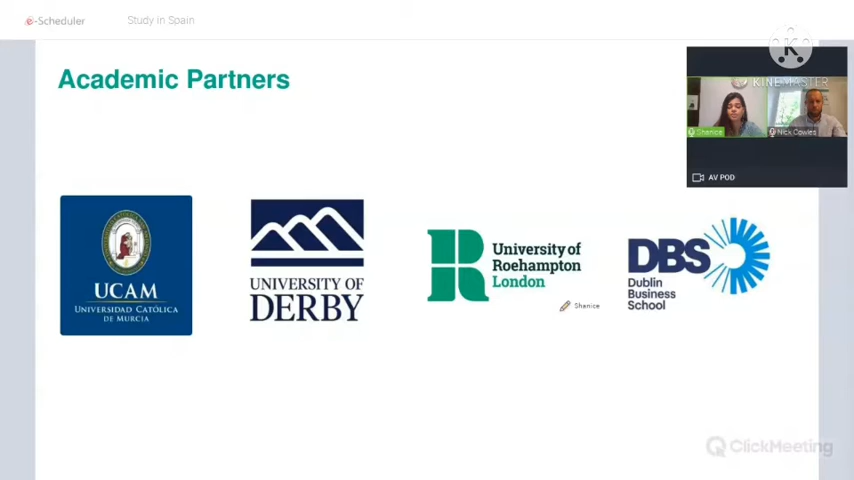 e-Scheduler
Study in Spain
Academic Partners
KINEMASTER
Shanice
Nick Cowles
AV POD
UCAM
UNIVERSIDAD CATÓLICA
DE MURCIA
UNIVERSITY OF
DERBY
R
University of
Roehampton
London
Shanice
DBS
Dublin
Business
School
ClickMeeting